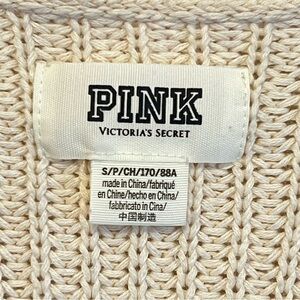 PINK
VICTORIA'S SECRET
S/P/CH/170/88A
made in China/fabriqué
en Chine/hecho en China/
fabbricato in Cina/
中国制造